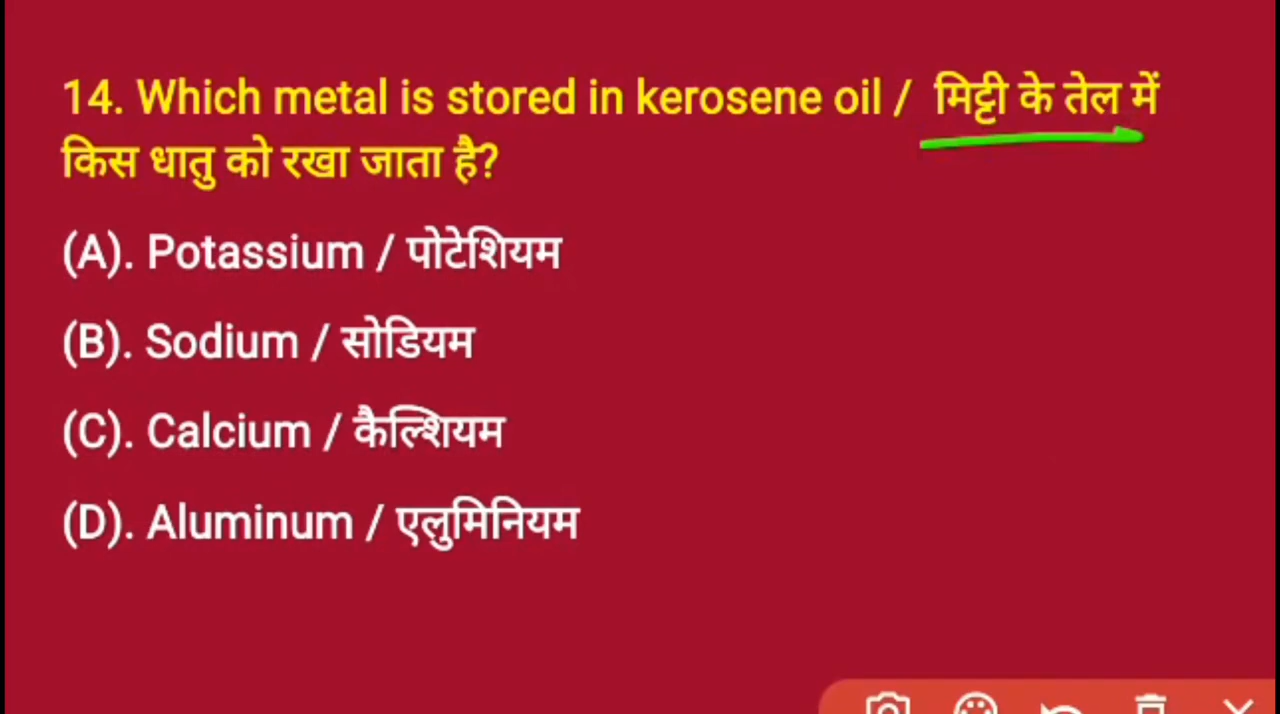 14. Which metal is stored in kerosene oil / मिट्टी के तेल में
किस धातु को रखा जाता है?
(A). Potassium / पोटेशियम
(B). Sodium / सोडियम
(C). Calcium / कैल्शियम
(D). Aluminum / एलुमिनियम